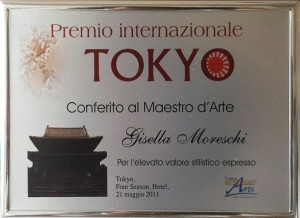 Premio internazionale
TOKYO
Conferito al Maestro d'Arte
Gisella Moreschi
Per l'elevato valore stilistico espresso
Tokyo,
Four Season, Hotel,
21 maggio 2011
Arte